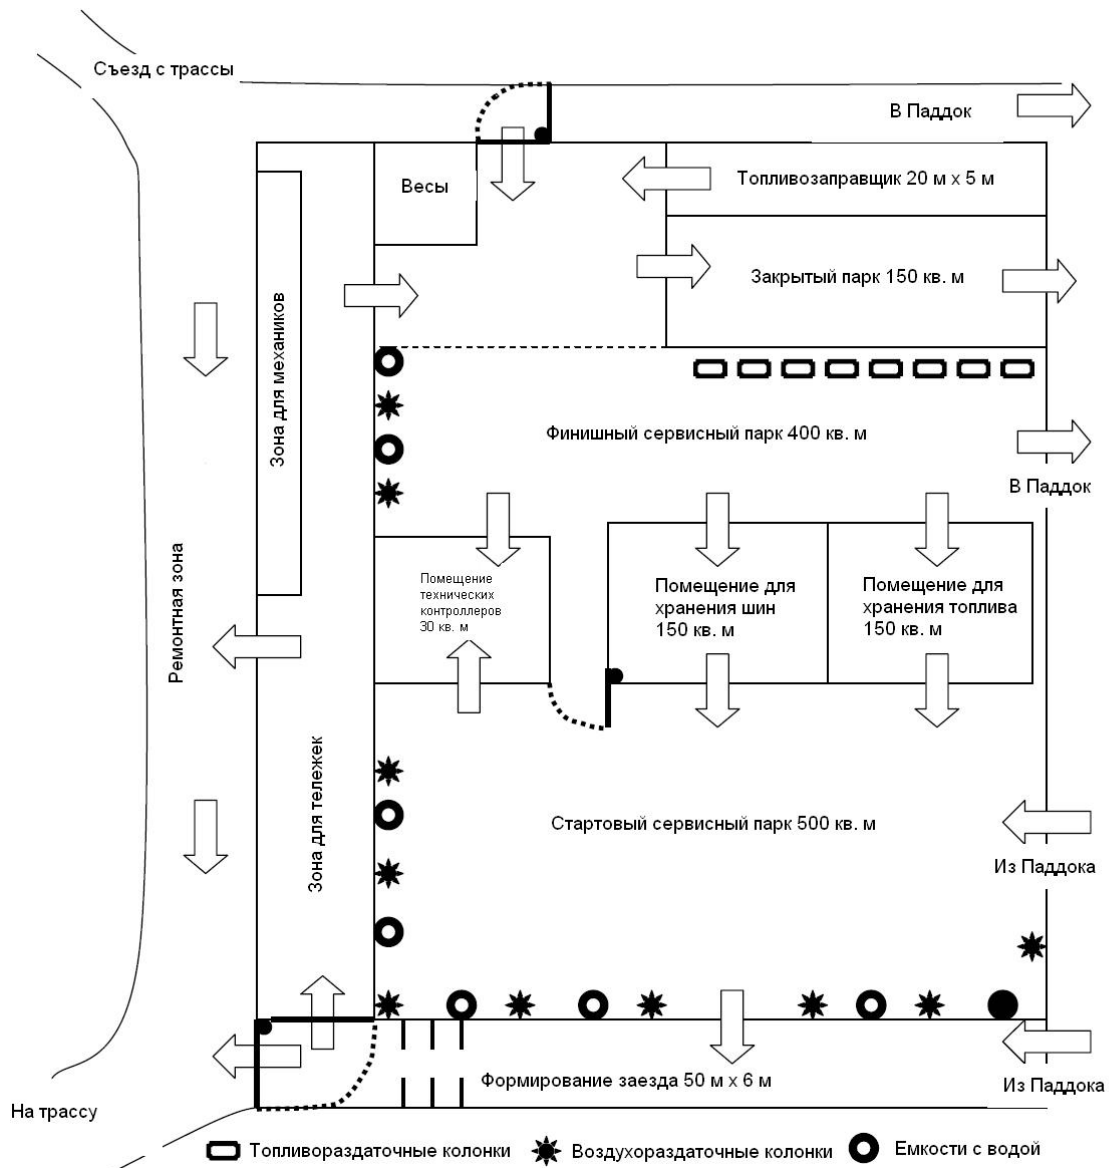 Съезд с трассы
В Паддок
Весы
Топливозаправщик 20 м x 5 м
Закрытый парк 150 кв. м
Зона для механиков
Финишный сервисный парк 400 кв. м
В Паддок
Ремонтная зона
Помещение
технических
контроллеров
30 кв. м
Помещение для
хранения шин
150 кв. м
Помещение для
хранения топлива
150 кв. м
Зона для тележек
Стартовый сервисный парк 500 кв. м
Из Паддока
Формирование заезда 50 м x 6 м
Из Паддока
На трассу
Топливораздаточные колонки
Воздухораздаточные колонки
Емкости с водой